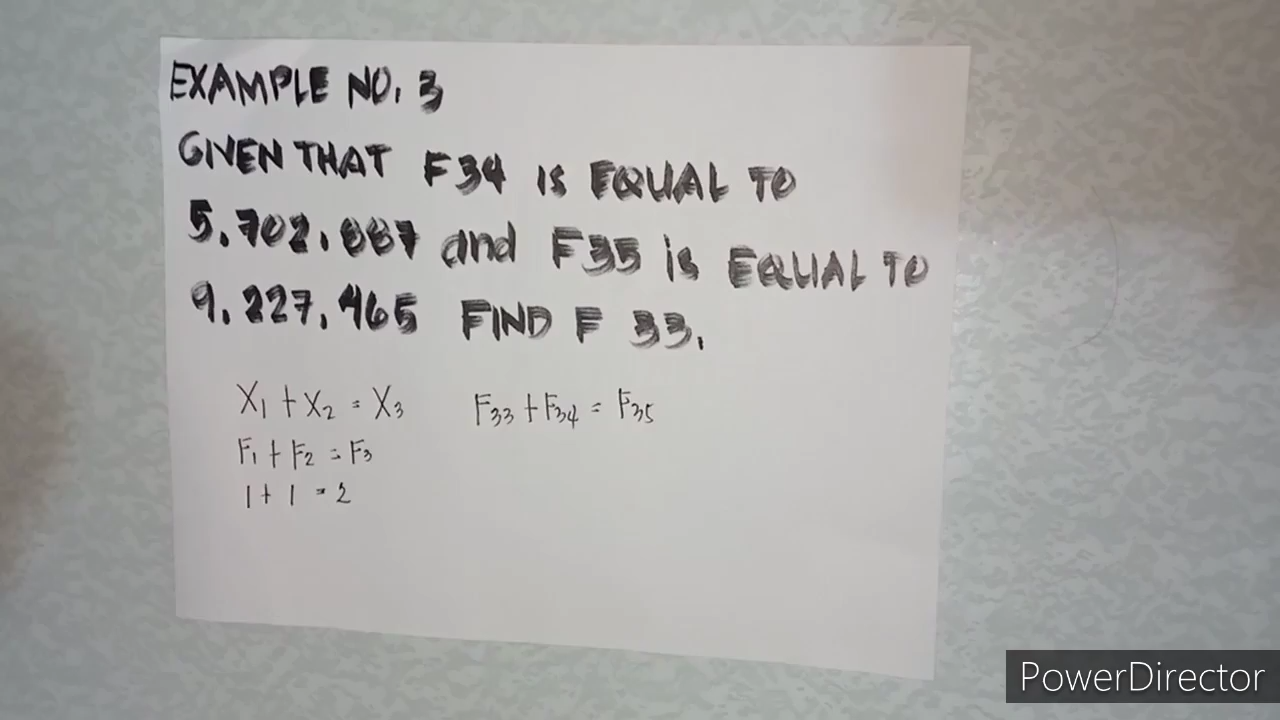 EXAMPLE NO. 3
GIVEN THAT F34 IS EQUAL TO
5,702,887 and F35 is EQUAL TO
9,227,465 FIND F 33.
X1 + X2 = X3
F1 + F2 = F3
1 + 1 = 2
F33 + F34 = F35
PowerDirector